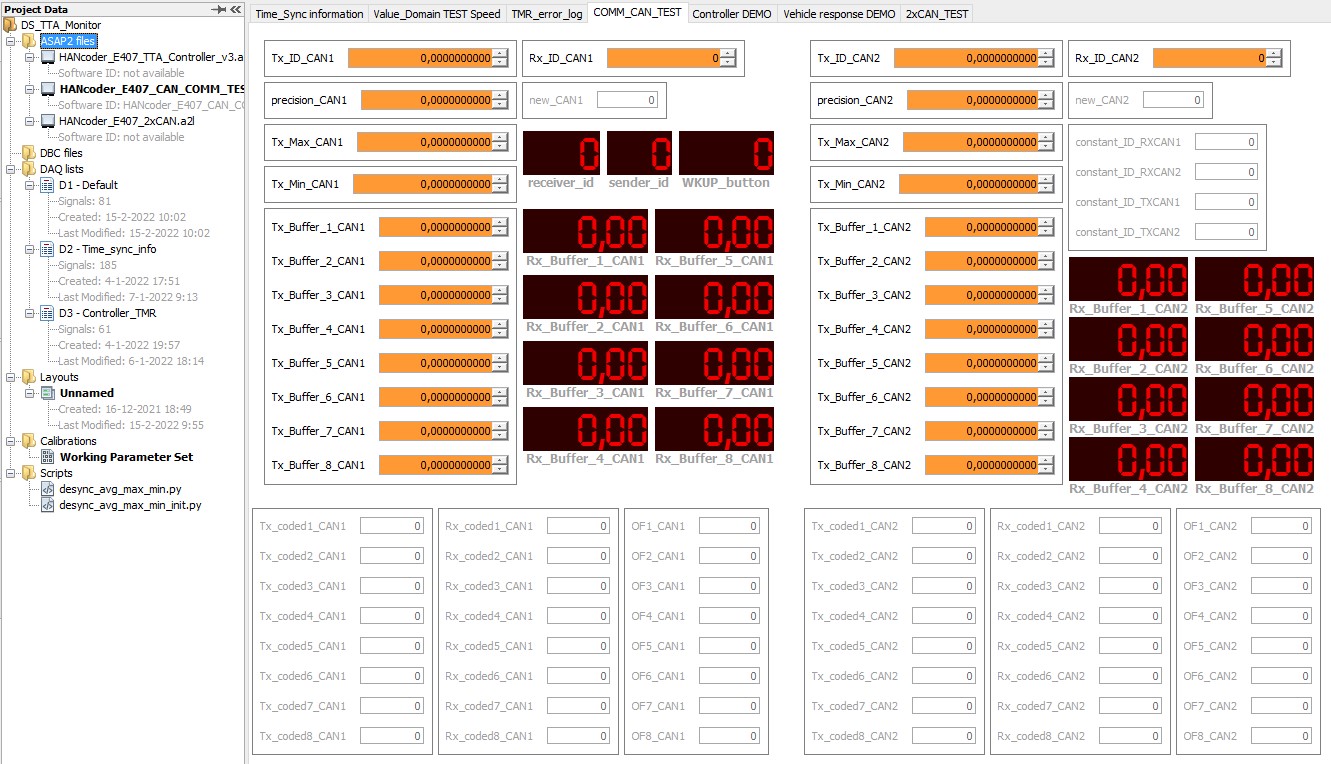 Project Data
DS_TTA_Monitor
ASAP2 files
HANcoder_E407_TTA_Controller_v3.a
Software ID: not available
HANcoder_E407_CAN_COMM_TES
Software ID: HANcoder_E407_CAN_CO
HANcoder_E407_2xCAN.a2l
Software ID: not available
DBC files
DAQ lists
D1 - Default
Signals: 81
Created: 15-2-2022 10:02
Last Modified: 15-2-2022 10:02
D2 - Time_sync_info
Signals: 185
Created: 4-1-2022 17:51
Last Modified: 7-1-2022 9:13
D3 - Controller_TMR
Signals: 61
Created: 4-1-2022 19:57
Last Modified: 6-1-2022 18:14
Layouts
Unnamed
Created: 16-12-2021 18:49
Last Modified: 15-2-2022 9:55
Calibrations
Working Parameter Set
Scripts
desync_avg_max_min.py
desync_avg_max_min_init.py
Time_Sync information Value_Domain TEST Speed TMR_error_log COMM_CAN_TEST Controller DEMO Vehicle response DEMO 2xCAN_TEST
Tx_ID_CAN1 0,0000000000 Rx_ID_CAN1 0
precision_CAN1 0,0000000000 new_CAN1 0
Tx_Max_CAN1 0,0000000000
Tx_Min_CAN1 0,0000000000
0 0 0
receiver_id sender_id WKUP_button
Tx_Buffer_1_CAN1 0,0000000000
Tx_Buffer_2_CAN1 0,0000000000
Tx_Buffer_3_CAN1 0,0000000000
Tx_Buffer_4_CAN1 0,0000000000
Tx_Buffer_5_CAN1 0,0000000000
Tx_Buffer_6_CAN1 0,0000000000
Tx_Buffer_7_CAN1 0,0000000000
Tx_Buffer_8_CAN1 0,0000000000
0,00 0,00
Rx_Buffer_1_CAN1 Rx_Buffer_5_CAN1
0,00 0,00
Rx_Buffer_2_CAN1 Rx_Buffer_6_CAN1
0,00 0,00
Rx_Buffer_3_CAN1 Rx_Buffer_7_CAN1
0,00 0,00
Rx_Buffer_4_CAN1 Rx_Buffer_8_CAN1
Tx_coded1_CAN1 0 Rx_coded1_CAN1 0 OF1_CAN1 0
Tx_coded2_CAN1 0 Rx_coded2_CAN1 0 OF2_CAN1 0
Tx_coded3_CAN1 0 Rx_coded3_CAN1 0 OF3_CAN1 0
Tx_coded4_CAN1 0 Rx_coded4_CAN1 0 OF4_CAN1 0
Tx_coded5_CAN1 0 Rx_coded5_CAN1 0 OF5_CAN1 0
Tx_coded6_CAN1 0 Rx_coded6_CAN1 0 OF6_CAN1 0
Tx_coded7_CAN1 0 Rx_coded7_CAN1 0 OF7_CAN1 0
Tx_coded8_CAN1 0 Rx_coded8_CAN1 0 OF8_CAN1 0
Tx_ID_CAN2 0,0000000000 Rx_ID_CAN2 0
precision_CAN2 0,0000000000 new_CAN2 0
Tx_Max_CAN2 0,0000000000
Tx_Min_CAN2 0,0000000000
constant_ID_RXCAN1 0
constant_ID_RXCAN2 0
constant_ID_TXCAN1 0
constant_ID_TXCAN2 0
Tx_Buffer_1_CAN2 0,0000000000
Tx_Buffer_2_CAN2 0,0000000000
Tx_Buffer_3_CAN2 0,0000000000
Tx_Buffer_4_CAN2 0,0000000000
Tx_Buffer_5_CAN2 0,0000000000
Tx_Buffer_6_CAN2 0,0000000000
Tx_Buffer_7_CAN2 0,0000000000
Tx_Buffer_8_CAN2 0,0000000000
0,00 0,00
Rx_Buffer_1_CAN2 Rx_Buffer_5_CAN2
0,00 0,00
Rx_Buffer_2_CAN2 Rx_Buffer_6_CAN2
0,00 0,00
Rx_Buffer_3_CAN2 Rx_Buffer_7_CAN2
0,00 0,00
Rx_Buffer_4_CAN2 Rx_Buffer_8_CAN2
Tx_coded1_CAN2 0 Rx_coded1_CAN2 0 OF1_CAN2 0
Tx_coded2_CAN2 0 Rx_coded2_CAN2 0 OF2_CAN2 0
Tx_coded3_CAN2 0 Rx_coded3_CAN2 0 OF3_CAN2 0
Tx_coded4_CAN2 0 Rx_coded4_CAN2 0 OF4_CAN2 0
Tx_coded5_CAN2 0 Rx_coded5_CAN2 0 OF5_CAN2 0
Tx_coded6_CAN2 0 Rx_coded6_CAN2 0 OF6_CAN2 0
Tx_coded7_CAN2 0 Rx_coded7_CAN2 0 OF7_CAN2 0
Tx_coded8_CAN2 0 Rx_coded8_CAN2 0 OF8_CAN2 0